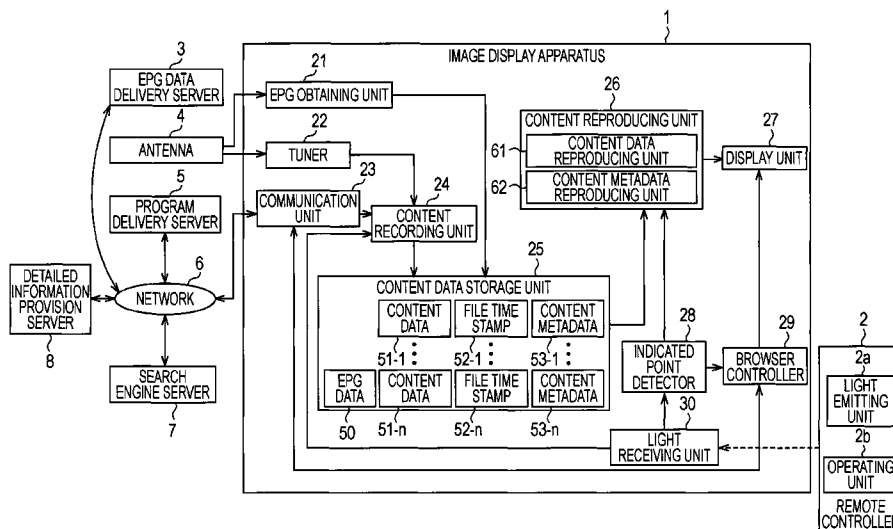 1
IMAGE DISPLAY APPARATUS
3
EPG DATA
DELIVERY SERVER
4
ANTENNA
5
PROGRAM
DELIVERY SERVER
6
NETWORK
DETAILED
INFORMATION
PROVISION
SERVER
8
SEARCH
ENGINE SERVER
7
21
EPG OBTAINING UNIT
22
TUNER
23
COMMUNICATION
UNIT
24
CONTENT
RECORDING UNIT
25
CONTENT DATA STORAGE UNIT
CONTENT
DATA
FILE TIME
STAMP
CONTENT
METADATA
51-1
52-1
53-1
EPG
DATA
CONTENT
DATA
FILE TIME
STAMP
CONTENT
METADATA
50
51-n
52-n
53-n
26
CONTENT REPRODUCING UNIT
61
CONTENT DATA
REPRODUCING UNIT
62
CONTENT METADATA
REPRODUCING UNIT
27
DISPLAY UNIT
28
INDICATED
POINT
DETECTOR
29
BROWSER
CONTROLLER
30
LIGHT
RECEIVING UNIT
2
2a
LIGHT
EMITTING
UNIT
2b
OPERATING
UNIT
REMOTE
CONTROLLER